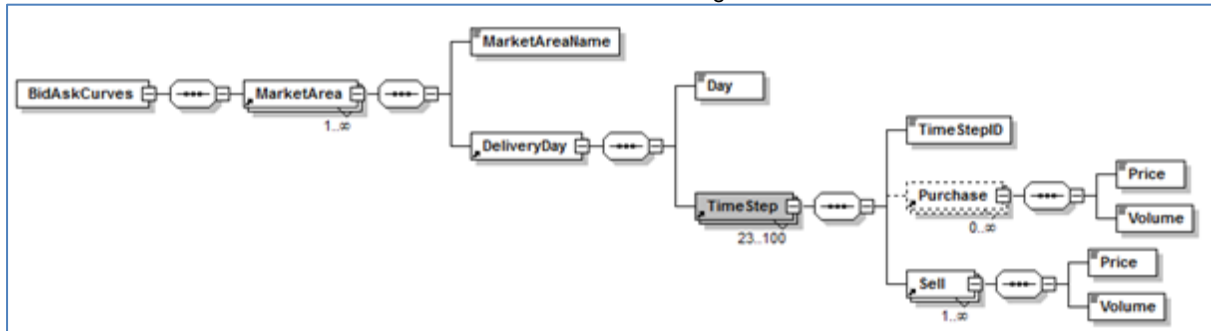 MarketAreaName
Day
BidAskCurves
MarketArea
1..∞
TimeStepID
DeliveryDay
Price
Purchase
0..∞
Volume
TimeStep
23..100
Price
Sell
1..∞
Volume